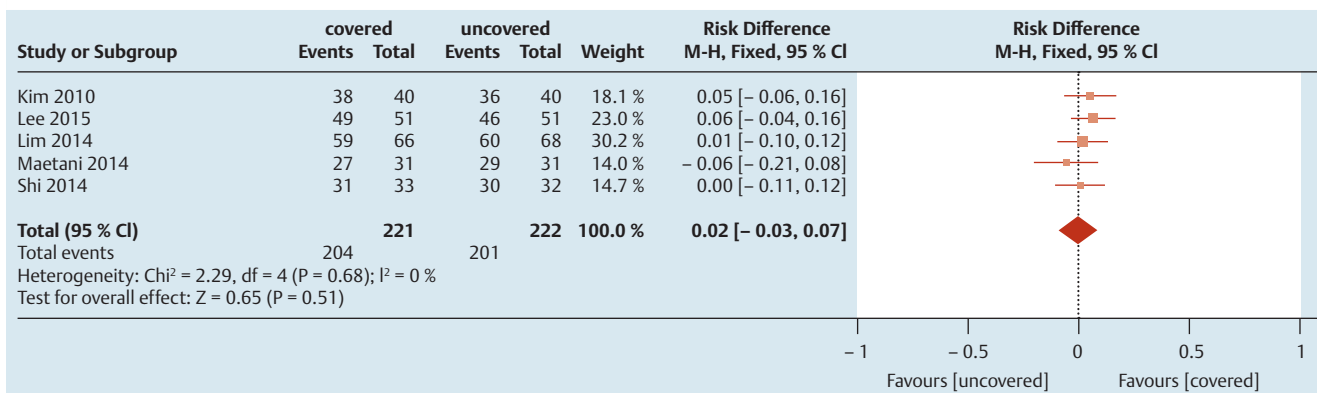 covered uncovered Risk Difference Risk Difference
Study or Subgroup Events Total Events Total Weight M-H, Fixed, 95 % CI M-H, Fixed, 95 % CI
Kim 2010 38 40 36 40 18.1 % 0.05 [– 0.06, 0.16]
Lee 2015 49 51 46 51 23.0 % 0.06 [– 0.04, 0.16]
Lim 2014 59 66 60 68 30.2 % 0.01 [– 0.10, 0.12]
Maetani 2014 27 31 29 31 14.0 % – 0.06 [– 0.21, 0.08]
Shi 2014 31 33 30 32 14.7 % 0.00 [– 0.11, 0.12]
Total (95 % CI) 221 222 100.0 % 0.02 [– 0.03, 0.07]
Total events 204 201
Heterogeneity: Chi² = 2.29, df = 4 (P = 0.68); I² = 0 %
Test for overall effect: Z = 0.65 (P = 0.51)
– 1 – 0.5 0 0.5 1
Favours [uncovered] Favours [covered]